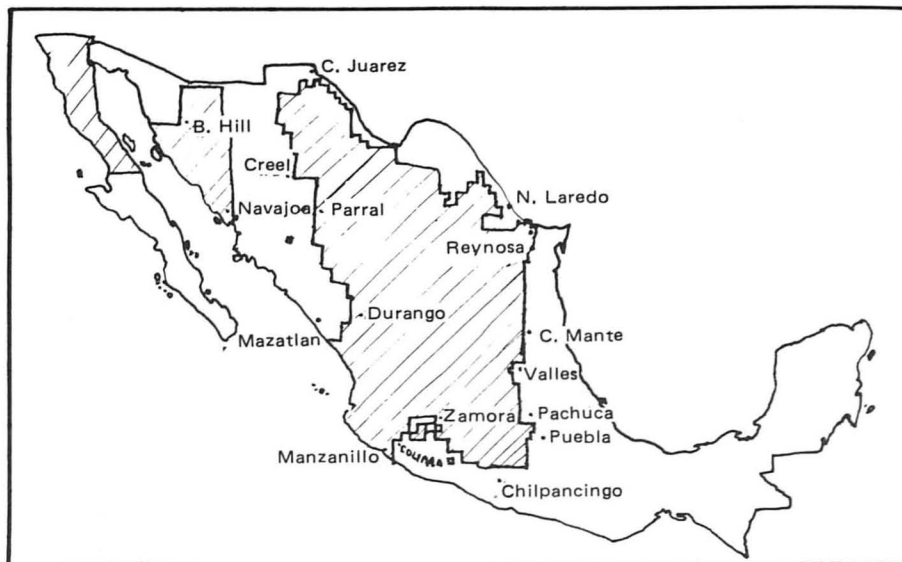 C. Juarez
B. Hill
Creel
Navajoa
Parral
N. Laredo
Reynosa
Durango
Mazatlan
C. Mante
Valles
Zamora
Pachuca
Puebla
Manzanillo
COLIMA
Chilpancingo